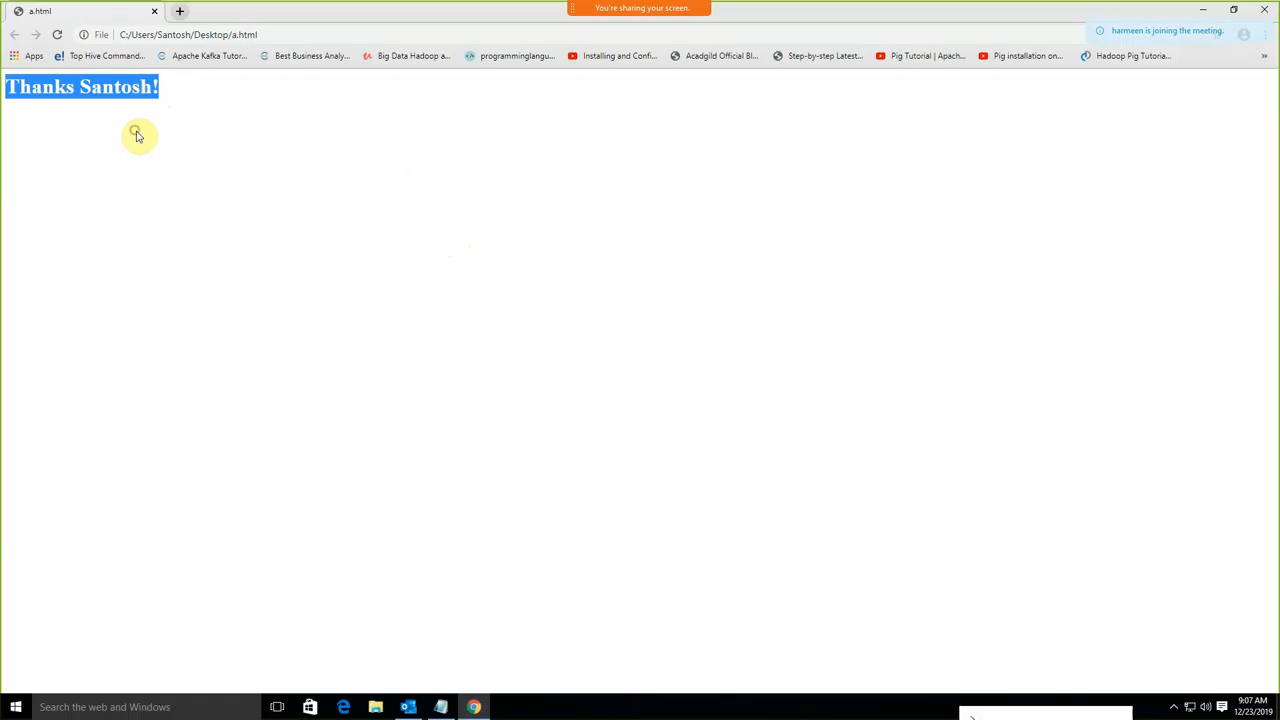 You're sharing your screen.
a.html
File C:/Users/Santosh/Desktop/a.html
harmeen is joining the meeting.
Apps Top Hive Command... Apache Kafka Tutor... Best Business Analy... Big Data Hadoop a... programminglangu... Installing and Confi... Acadgild Official Bl... Step-by-step Latest... Pig Tutorial | Apach... Pig installation on... Hadoop Pig Tutoria... »
Thanks Santosh!
Search the web and Windows
9:07 AM
12/23/2019